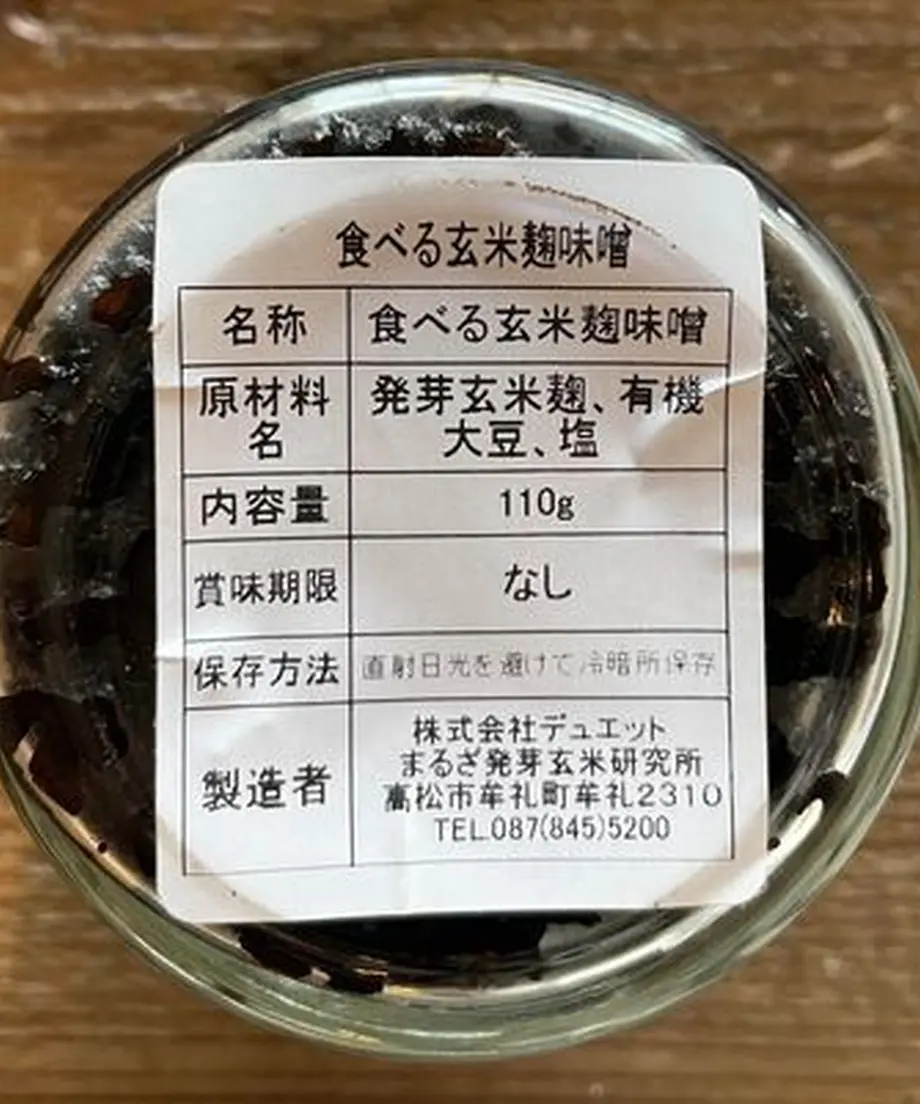 食べる玄米麹味噌
名称 食べる玄米麹味噌
原材料名 発芽玄米麹、有機
大豆、塩
内容量 110g
賞味期限 なし
保存方法 直射日光を避けて冷暗所保存
製造者 株式会社デュエット
まるざ発芽玄米研究所
高松市牟礼町牟礼2310
TEL.087(845)5200